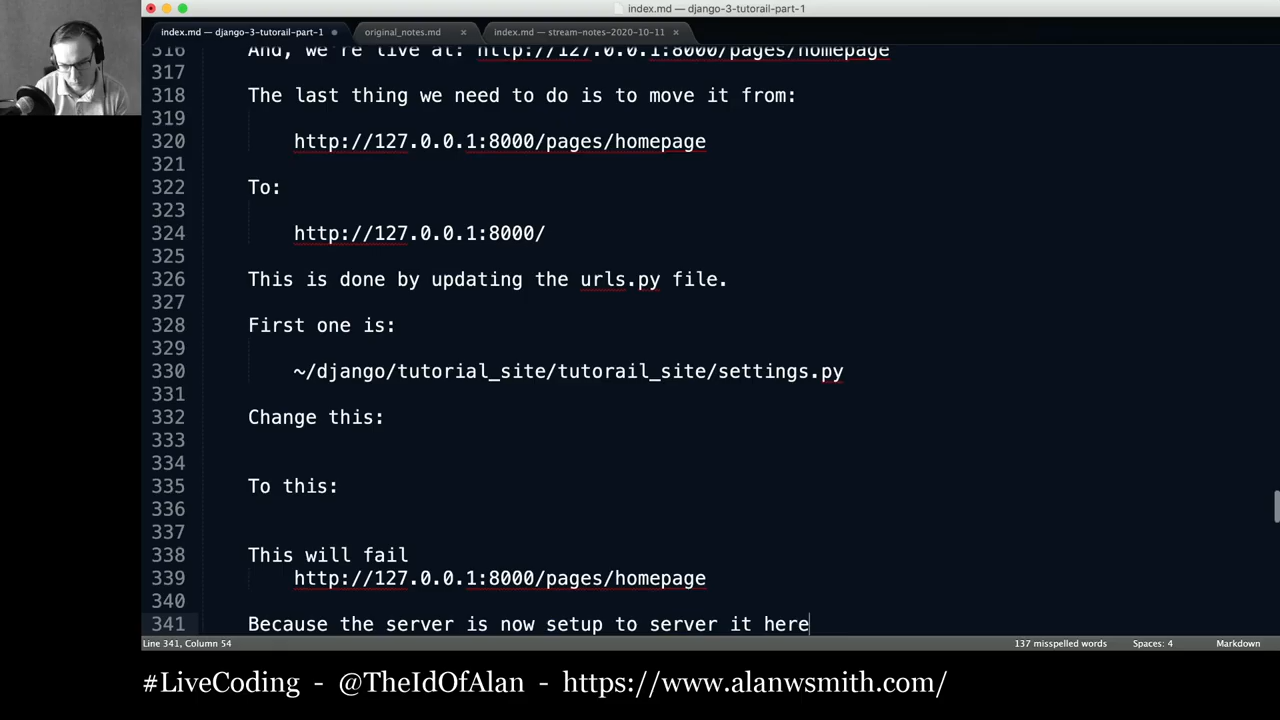 index.md — django-3-tutorail-part-1
index.md — django-3-tutorail-part-1
original_notes.md
index.md — stream-notes-2020-10-11
316 And, we're live at: http://127.0.0.1:8000/pages/homepage
317
318 The last thing we need to do is to move it from:
319
320 http://127.0.0.1:8000/pages/homepage
321
322 To:
323
324 http://127.0.0.1:8000/
325
326 This is done by updating the urls.py file.
327
328 First one is:
329
330 ~/django/tutorial_site/tutorail_site/settings.py
331
332 Change this:
333
334
335 To this:
336
337
338 This will fail
339 http://127.0.0.1:8000/pages/homepage
340
341 Because the server is now setup to server it here
Line 341, Column 54
137 misspelled words
Spaces: 4
Markdown
#LiveCoding - @TheIdOfAlan - https://www.alanwsmith.com/